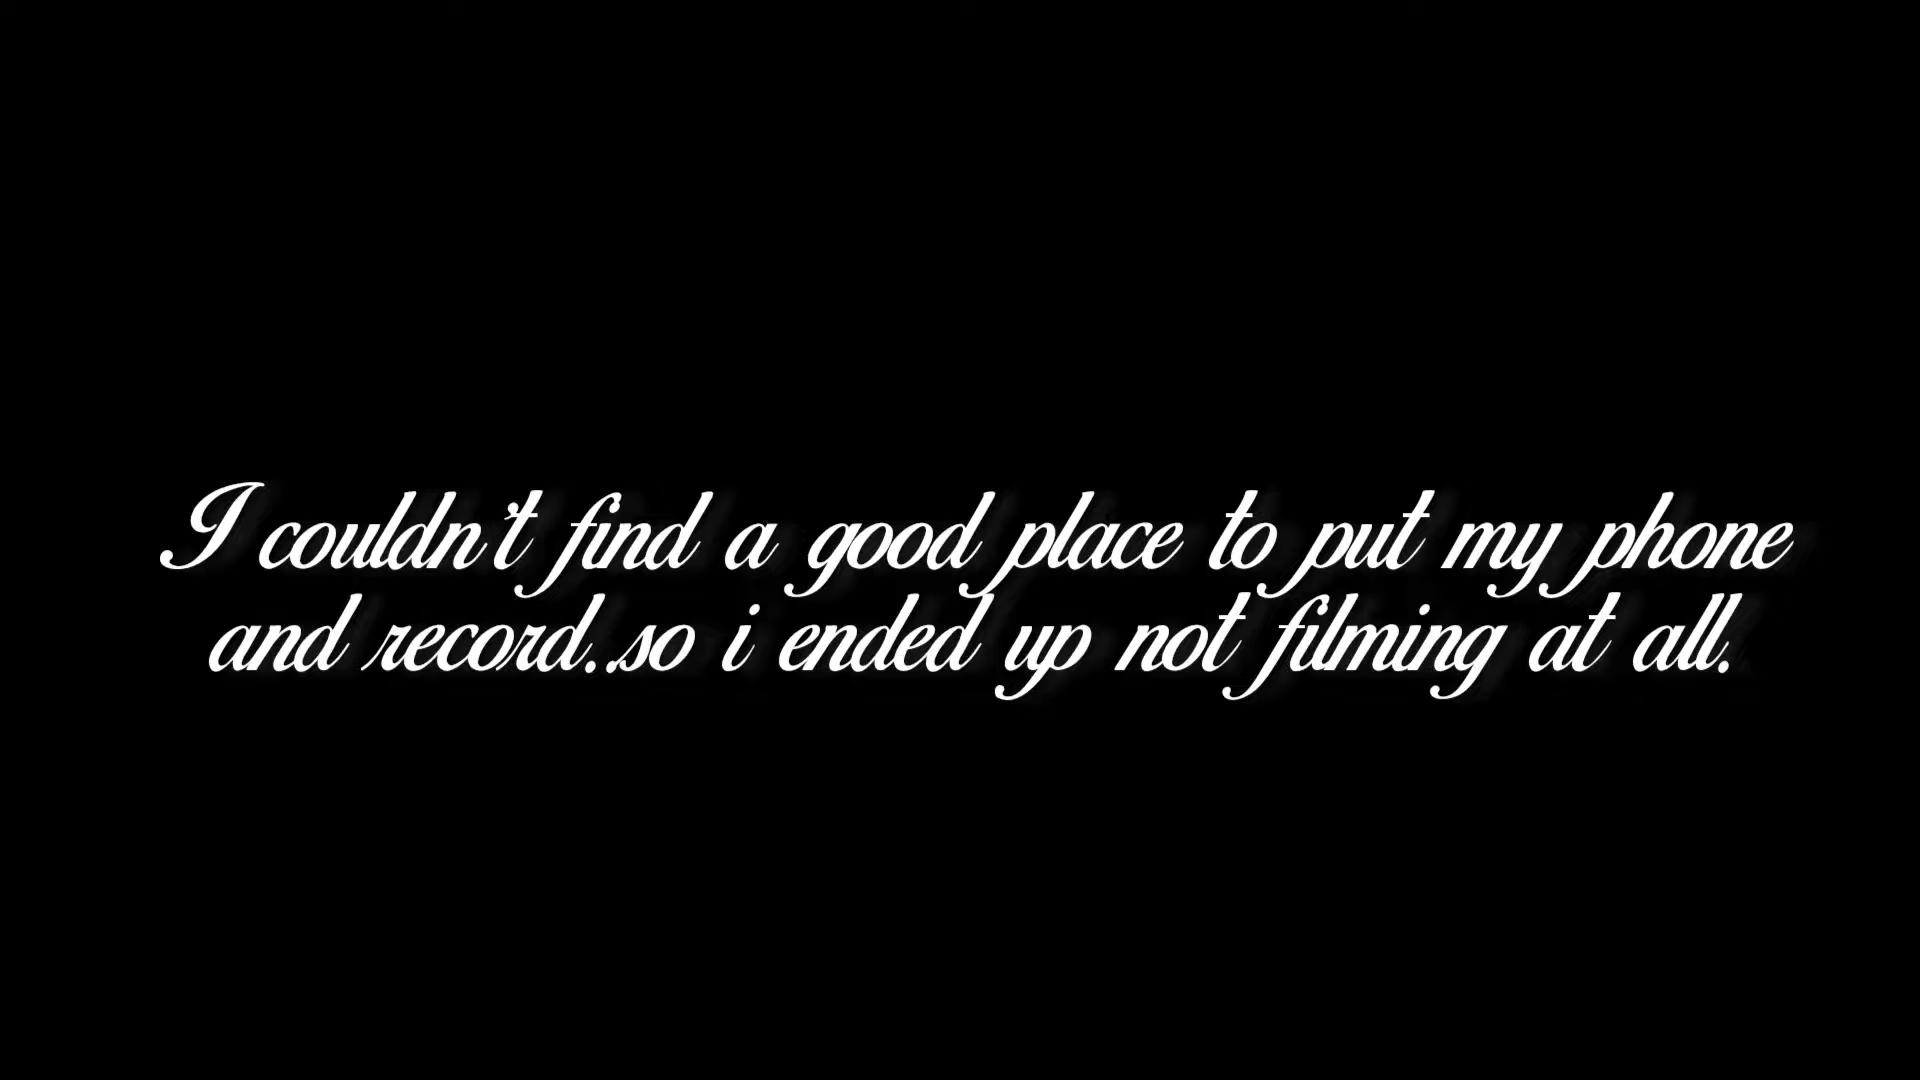 I couldn't find a good place to put my phone
and record..so i ended up not filming at all.